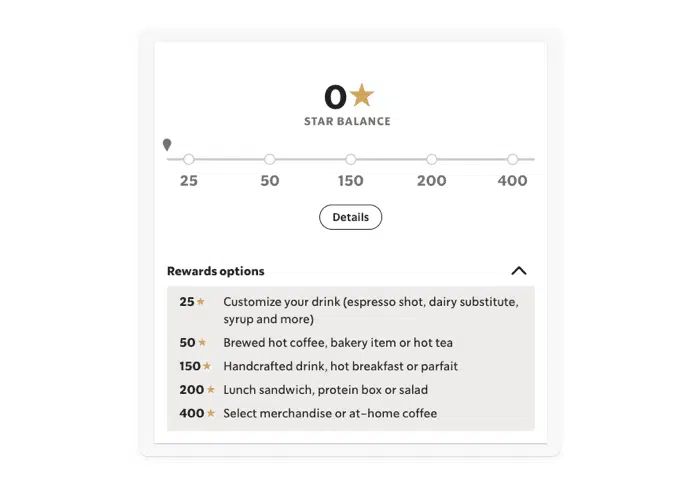 0★
STAR BALANCE
25 50 150 200 400
Details
Rewards options
25★ Customize your drink (espresso shot, dairy substitute,
syrup and more)
50★ Brewed hot coffee, bakery item or hot tea
150★ Handcrafted drink, hot breakfast or parfait
200★ Lunch sandwich, protein box or salad
400★ Select merchandise or at-home coffee